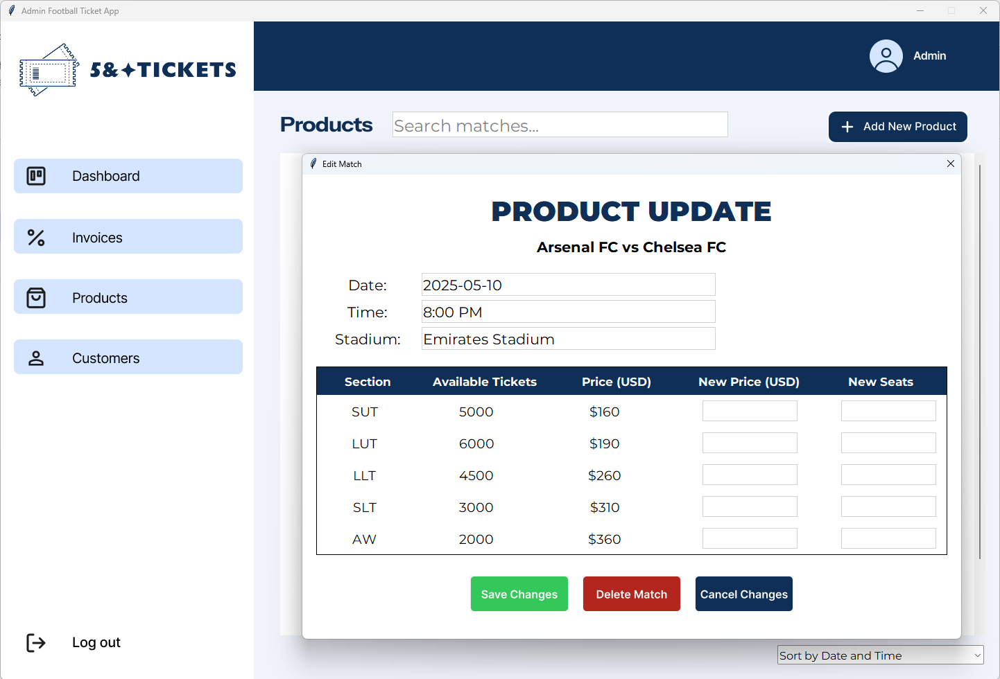 Admin Football Ticket App
5&✦TICKETS
Admin
Products
Search matches...
Add New Product
Dashboard
Invoices
Products
Customers
Log out
Edit Match
PRODUCT UPDATE
Arsenal FC vs Chelsea FC
Date: 2025-05-10
Time: 8:00 PM
Stadium: Emirates Stadium
Section Available Tickets Price (USD) New Price (USD) New Seats
SUT 5000 $160
LUT 6000 $190
LLT 4500 $260
SLT 3000 $310
AW 2000 $360
Save Changes Delete Match Cancel Changes
Sort by Date and Time